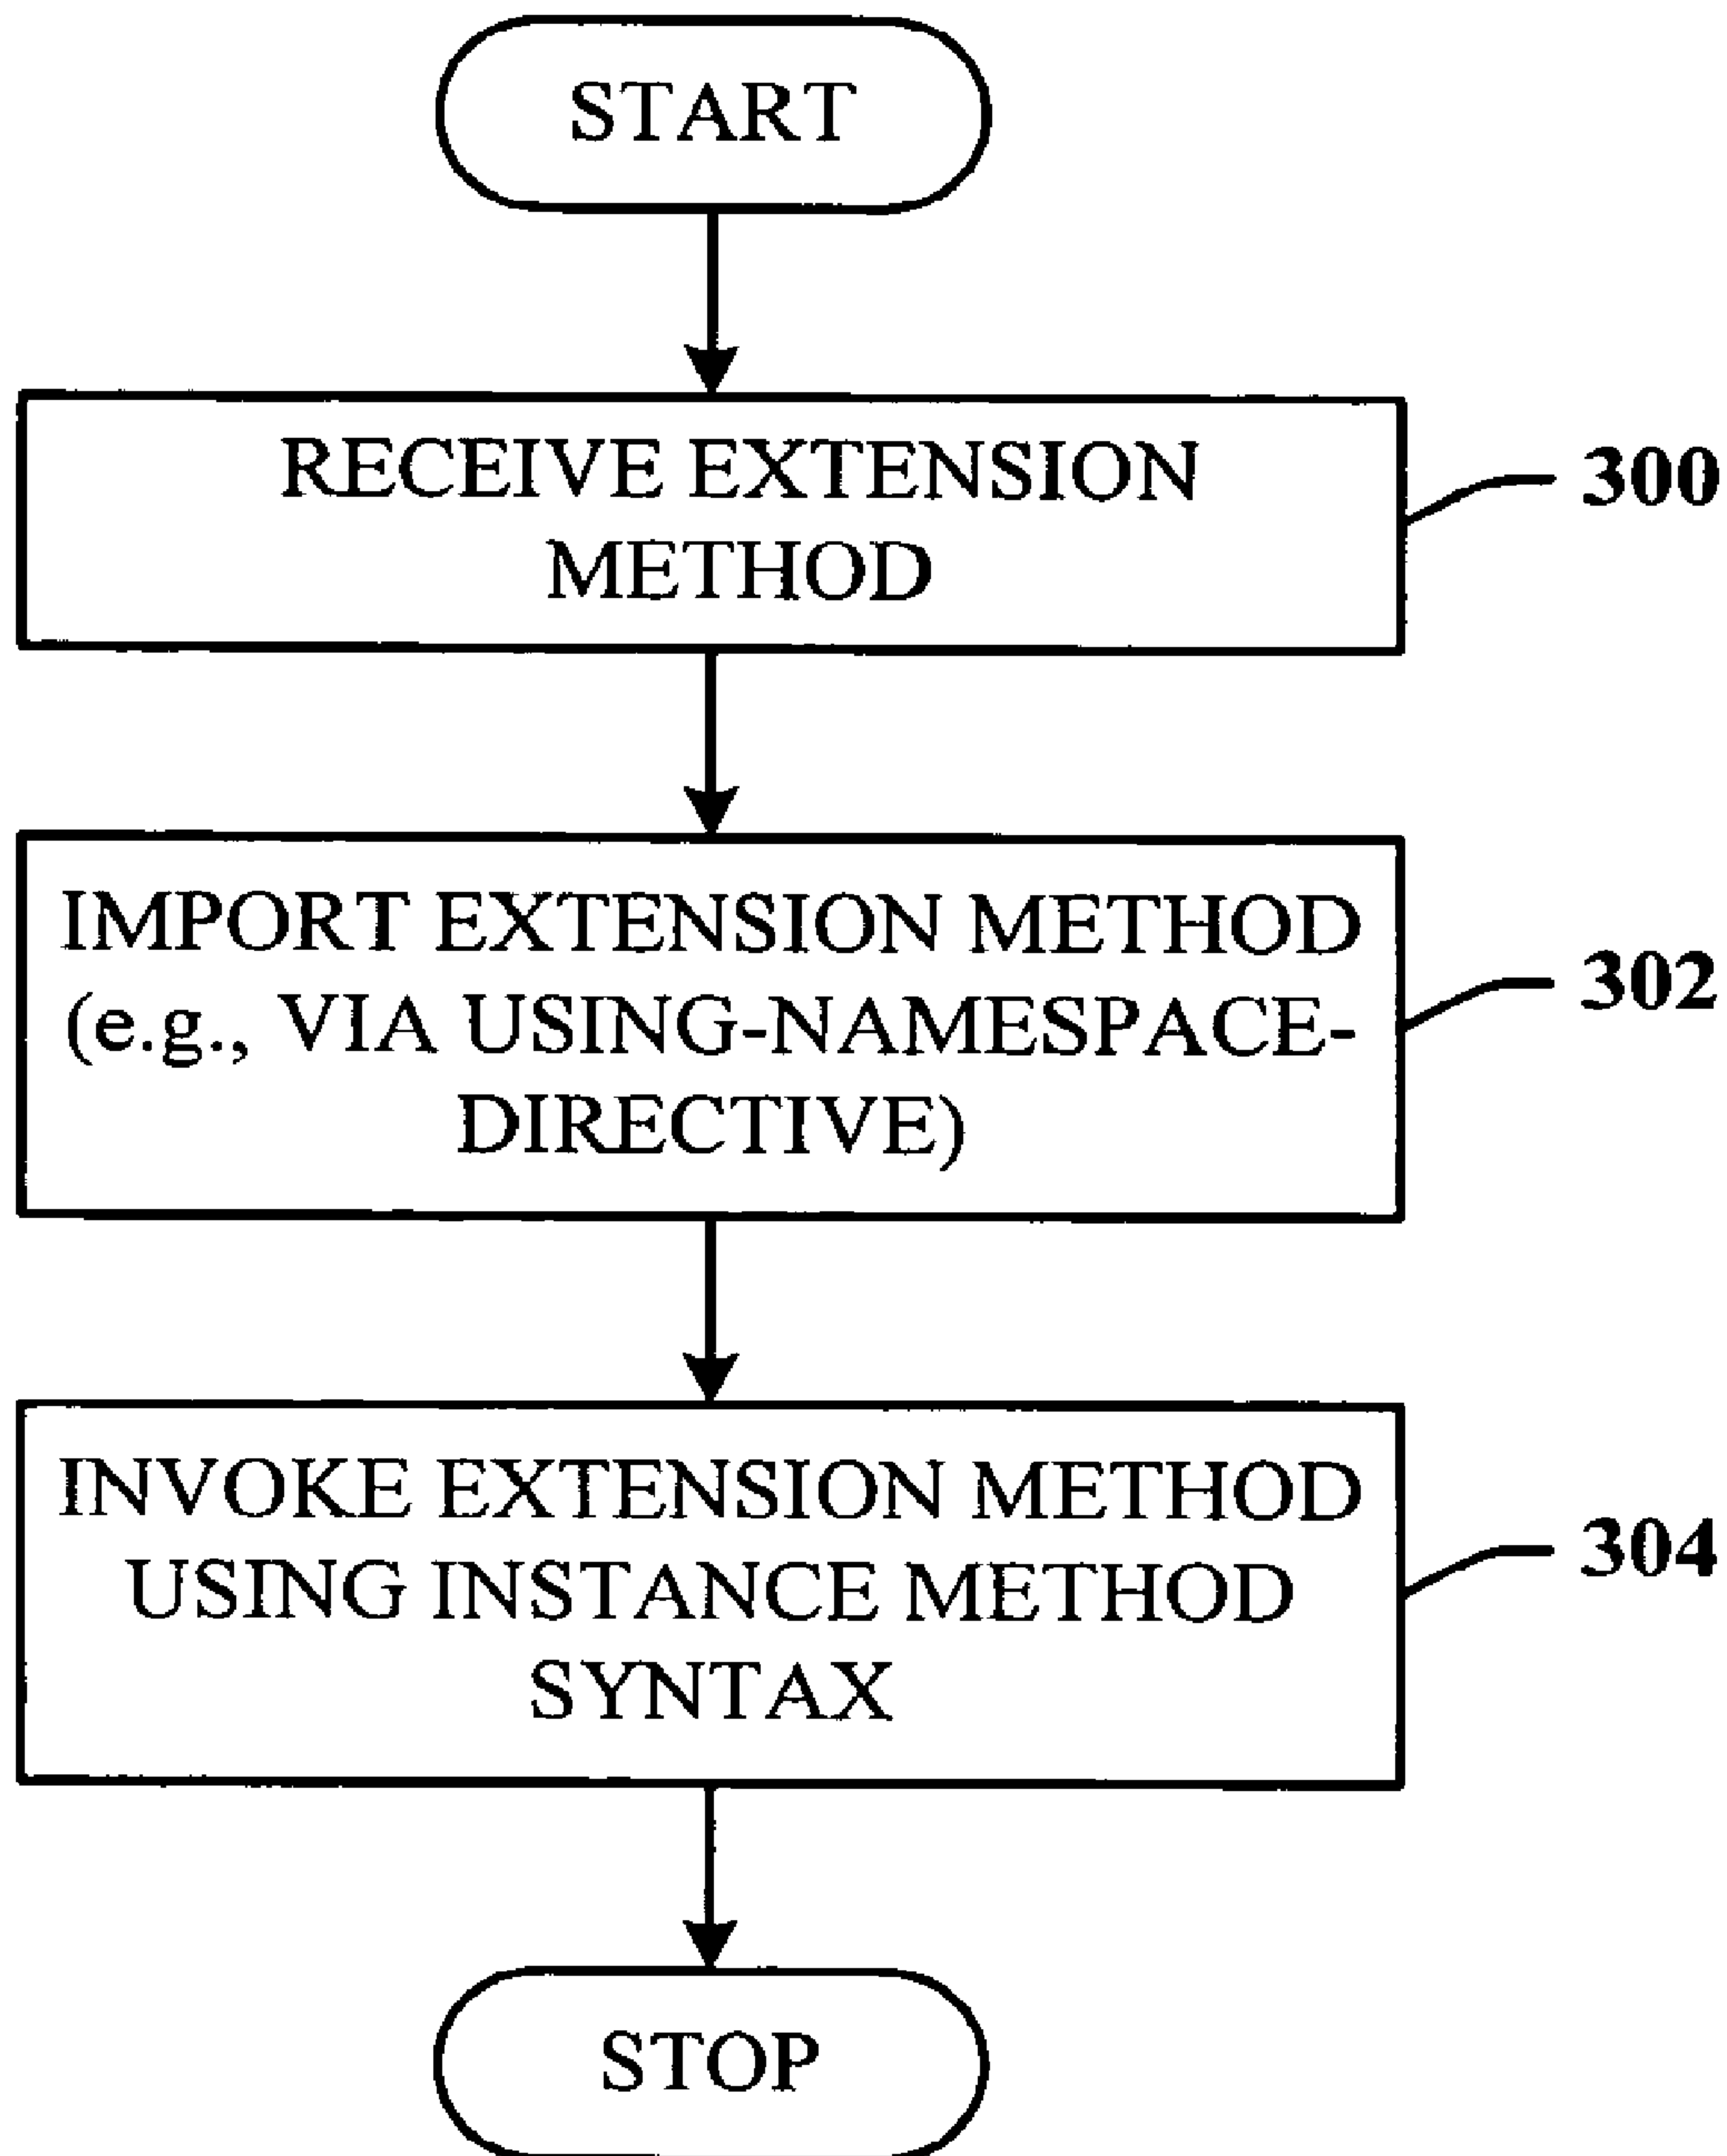 START
RECEIVE EXTENSION
METHOD
300
IMPORT EXTENSION METHOD
(e.g., VIA USING-NAMESPACE-
DIRECTIVE)
302
INVOKE EXTENSION METHOD
USING INSTANCE METHOD
SYNTAX
304
STOP